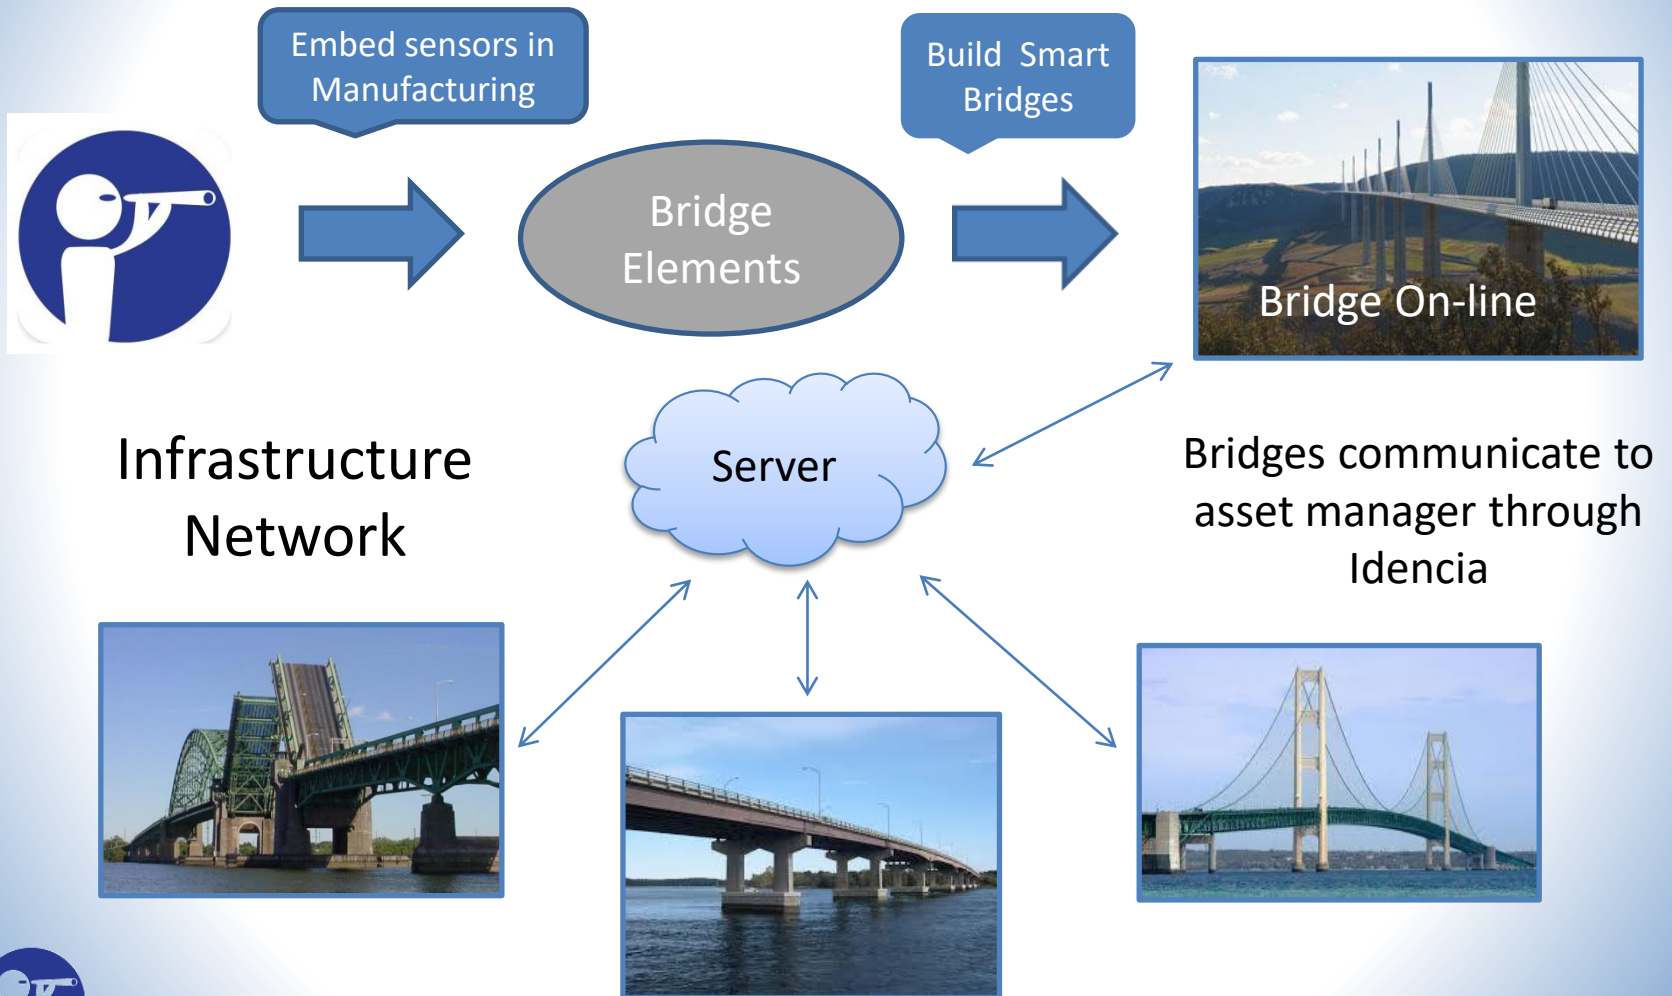 Embed sensors in
Manufacturing
Build Smart
Bridges
Bridge
Elements
Bridge On-line
Infrastructure
Network
Server
Bridges communicate to
asset manager through
Idencia